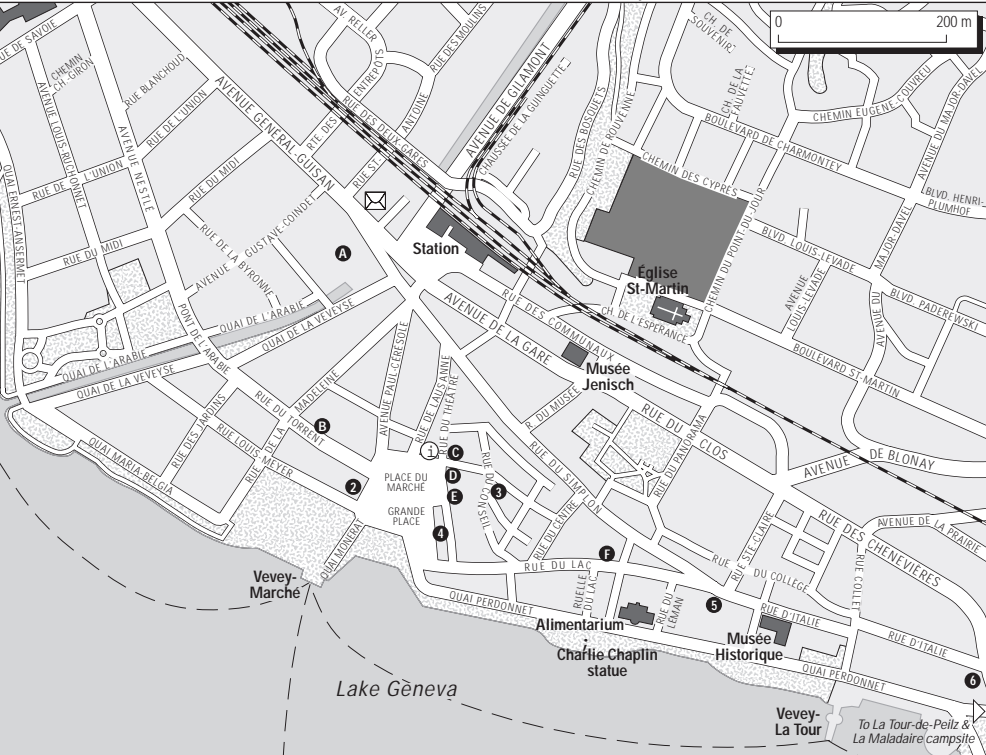 0 200 m
RUE DE SAVOIE
CHEMIN
CH.-GIRON
RUE BLANCHOUD
AVENUE GÉNÉRAL-GUISAN
AV. RELLER
RTE. DES
ENTREPÔTS
RUE DES MOULINS
RUE ST.
ANTOINE
RUE DES DEUX-GARES
AVENUE DE GILAMONT
CHAUSSÉE DE LA GUINGUETTE
RUE DES BOSQUETS
CHEMIN DE ROUVENNE
CH. DE
SOUVENIR
CH. DE LA
FAUVETTE
CHEMIN EUGÈNE-COUVREU
AVENUE DU MAJOR-DAVEL
BOULEVARD DE CHARMONTEY
CHEMIN DES CYPRÈS
BLVD. HENRI-
PLUMHOF
AVENUE LOUIS-RUCHONNET
AVENUE NESTLÉ
RUE DE L'UNION
RUE DE L'UNION
QUAI ERNEST-ANSERMET
RUE DU MIDI
RUE DU MIDI
AVENUE GUSTAVE-COINDET
RUE DE LA BYRONNE
A
Station
CHEMIN DU POINT-DU-JOUR
BLVD. LOUIS-LEVADE
AVENUE
LOUIS-LEVADE
AVENUE DU
MAJOR-DAVEL
BLVD. PADEREWSKI
Église
St-Martin
CH. DE L'ESPÉRANCE
BOULEVARD ST-MARTIN
QUAI DE L'ARABIE
QUAI DE LA VEVEYSE
PONT DE L'ARABIE
QUAI DE L'ARABIE
QUAI DE LA VEVEYSE
AVENUE DE LA GARE
RUE DES COMMUNAUX
Musée
Jenisch
AVENUE PAUL-CÉRÉSOLE
RUE DE LAUSANNE
RUE DU THÉÂTRE
R. DU MUSÉE
RUE DU CLOS
RUE DU PANORAMA
AVENUE DE BLONAY
RUE DES JARDINS
RUE DE LA
MADELEINE
RUE DU TORRENT
B
RUE LOUIS-MEYER
QUAI MARIA-BELGIA
2
PLACE DU
MARCHÉ
GRANDE
PLACE
i
C
D
E
3
4
RUE DU CONSEIL
RUE DU SIMPLON
RUE DU CENTRE
RUE STE-CLAIRE
RUE DES CHENEVIÈRES
AVENUE DE LA PRAIRIE
QUAI MONERAT
Vevey-
Marché
RUE DU LAC
F
RUELLE
DU LAC
RUE DU
LÉMAN
RUE DU COLLÈGE
RUE COLLET
QUAI PERDONNET
5
RUE D'ITALIE
RUE D'ITALIE
Alimentarium
Charlie Chaplin
statue
Musée
Historique
QUAI PERDONNET
6
Lake Geneva
Vevey-
La Tour
To La Tour-de-Peilz &
La Maladaire campsite